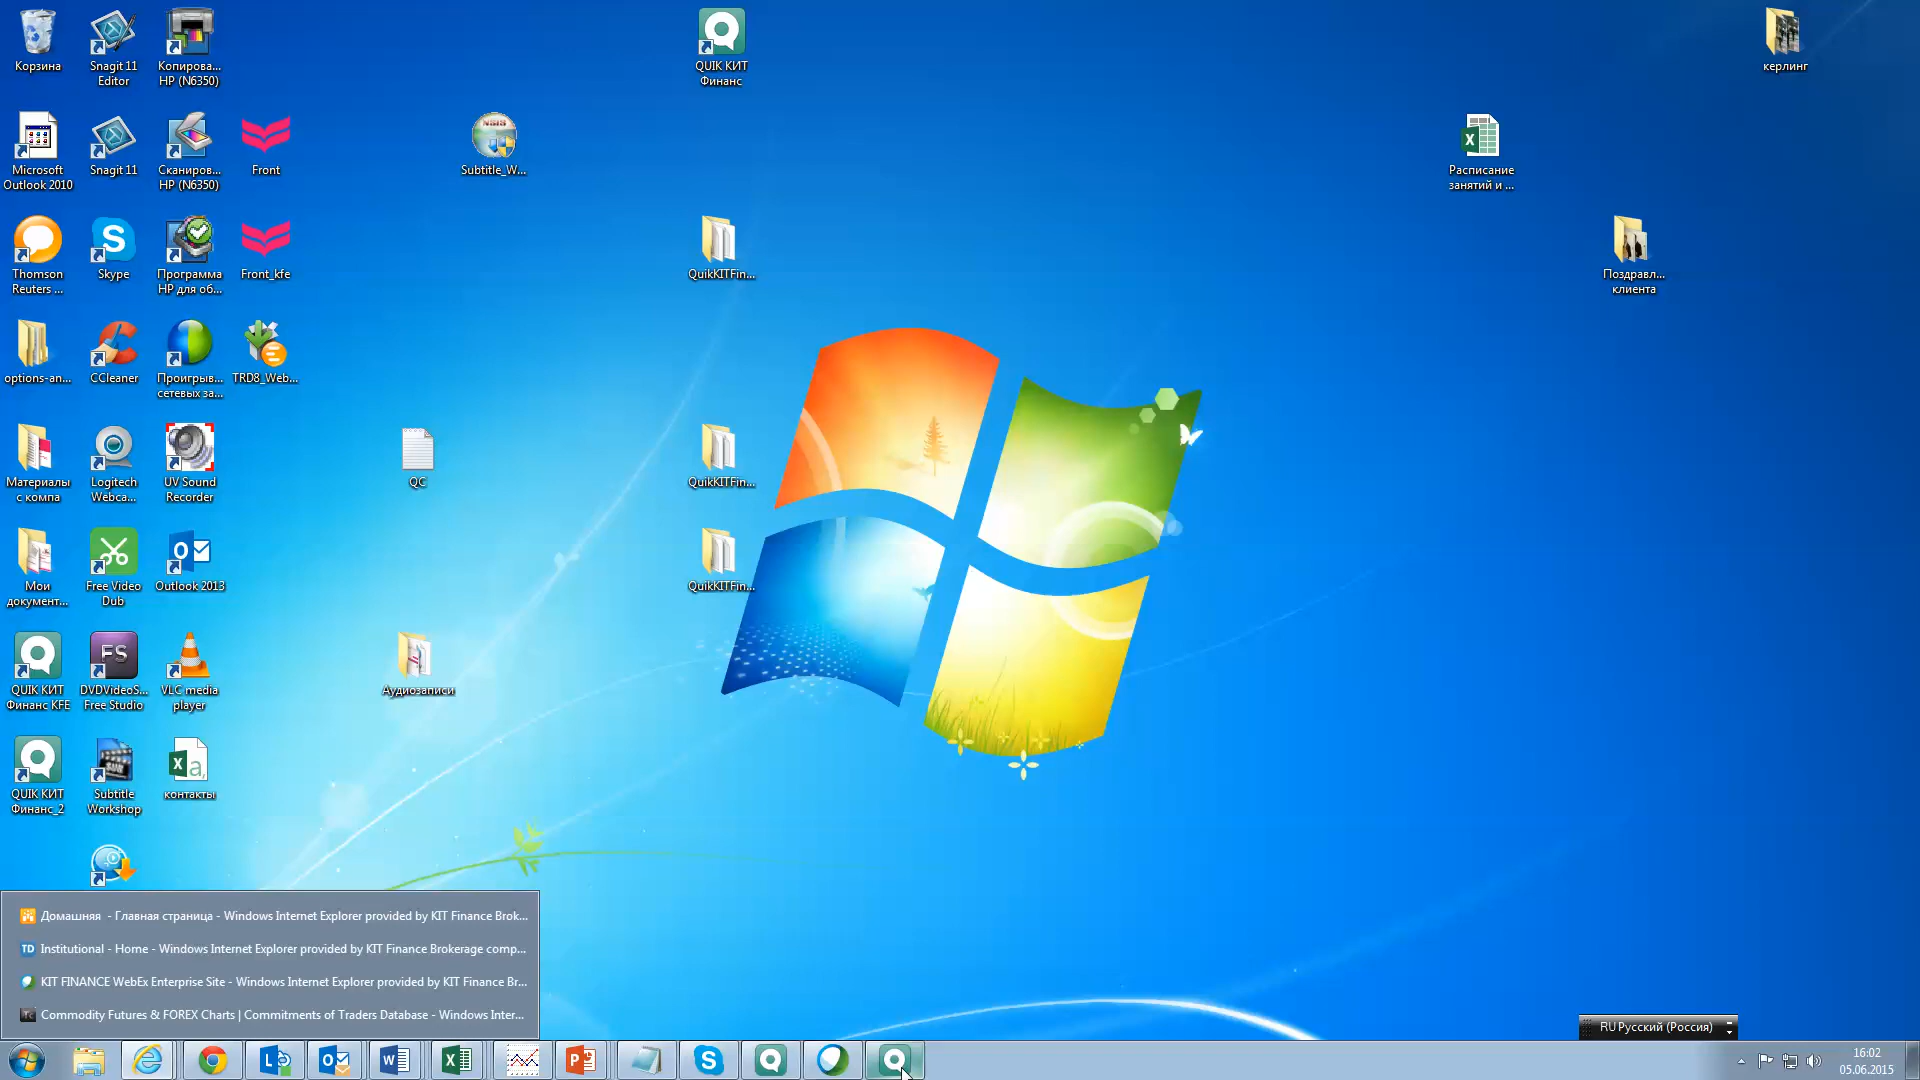 Корзина
Snagit 11
Editor
Копирова...
HP (N6350)
QUIK КИТ
Финанс
керлинг
Microsoft
Outlook 2010
Snagit 11
Сканиров...
HP (N6350)
Front
NSIS
Subtitle_W...
Расписание
занятий и ...
Thomson
Reuters ...
Skype
Программа
HP для об...
Front_kfe
QuikKITFin...
Поздравл...
клиента
options-an...
CCleaner
Проигрыв...
сетевых за...
TRD8_Web...
Материалы
с компа
Logitech
Webca...
UV Sound
Recorder
QC
QuikKITFin...
Мои
документ...
Free Video
Dub
Outlook 2013
QuikKITFin...
QUIK КИТ
Финанс KFE
FS
DVDVideoS...
Free Studio
VLC media
player
Аудиозаписи
QUIK КИТ
Финанс_2
Subtitle
Workshop
контакты
Домашняя - Главная страница - Windows Internet Explorer provided by KIT Finance Brok...
TD Institutional - Home - Windows Internet Explorer provided by KIT Finance Brokerage comp...
KIT FINANCE WebEx Enterprise Site - Windows Internet Explorer provided by KIT Finance Br...
Commodity Futures & FOREX Charts | Commitments of Traders Database - Windows Inter...
RU Русский (Россия)
16:02
05.06.2015